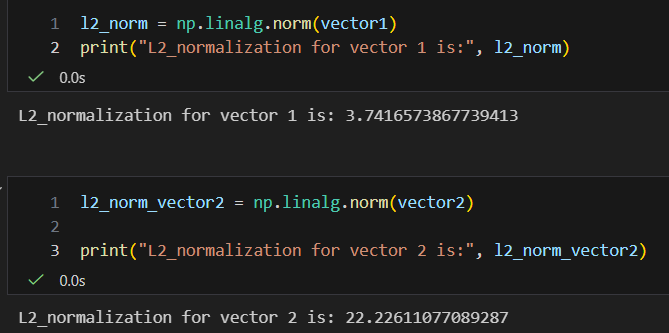 1 l2_norm = np.linalg.norm(vector1)
2 print("L2_normalization for vector 1 is:", l2_norm)
0.0s
L2_normalization for vector 1 is: 3.7416573867739413
1 l2_norm_vector2 = np.linalg.norm(vector2)
2
3 print("L2_normalization for vector 2 is:", l2_norm_vector2)
0.0s
L2_normalization for vector 2 is: 22.22611077089287